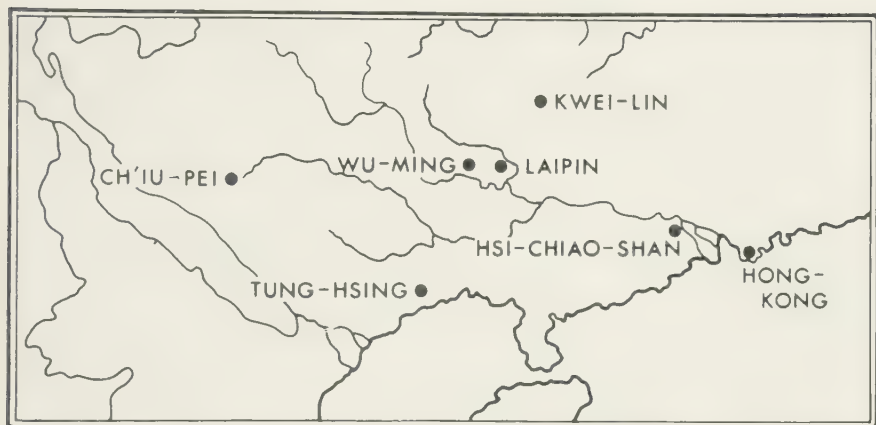 KWEI-LIN
WU-MING
LAIPIN
CH'IU-PEI
HSI-CHIAO-SHAN
TUNG-HSING
HONG-
KONG